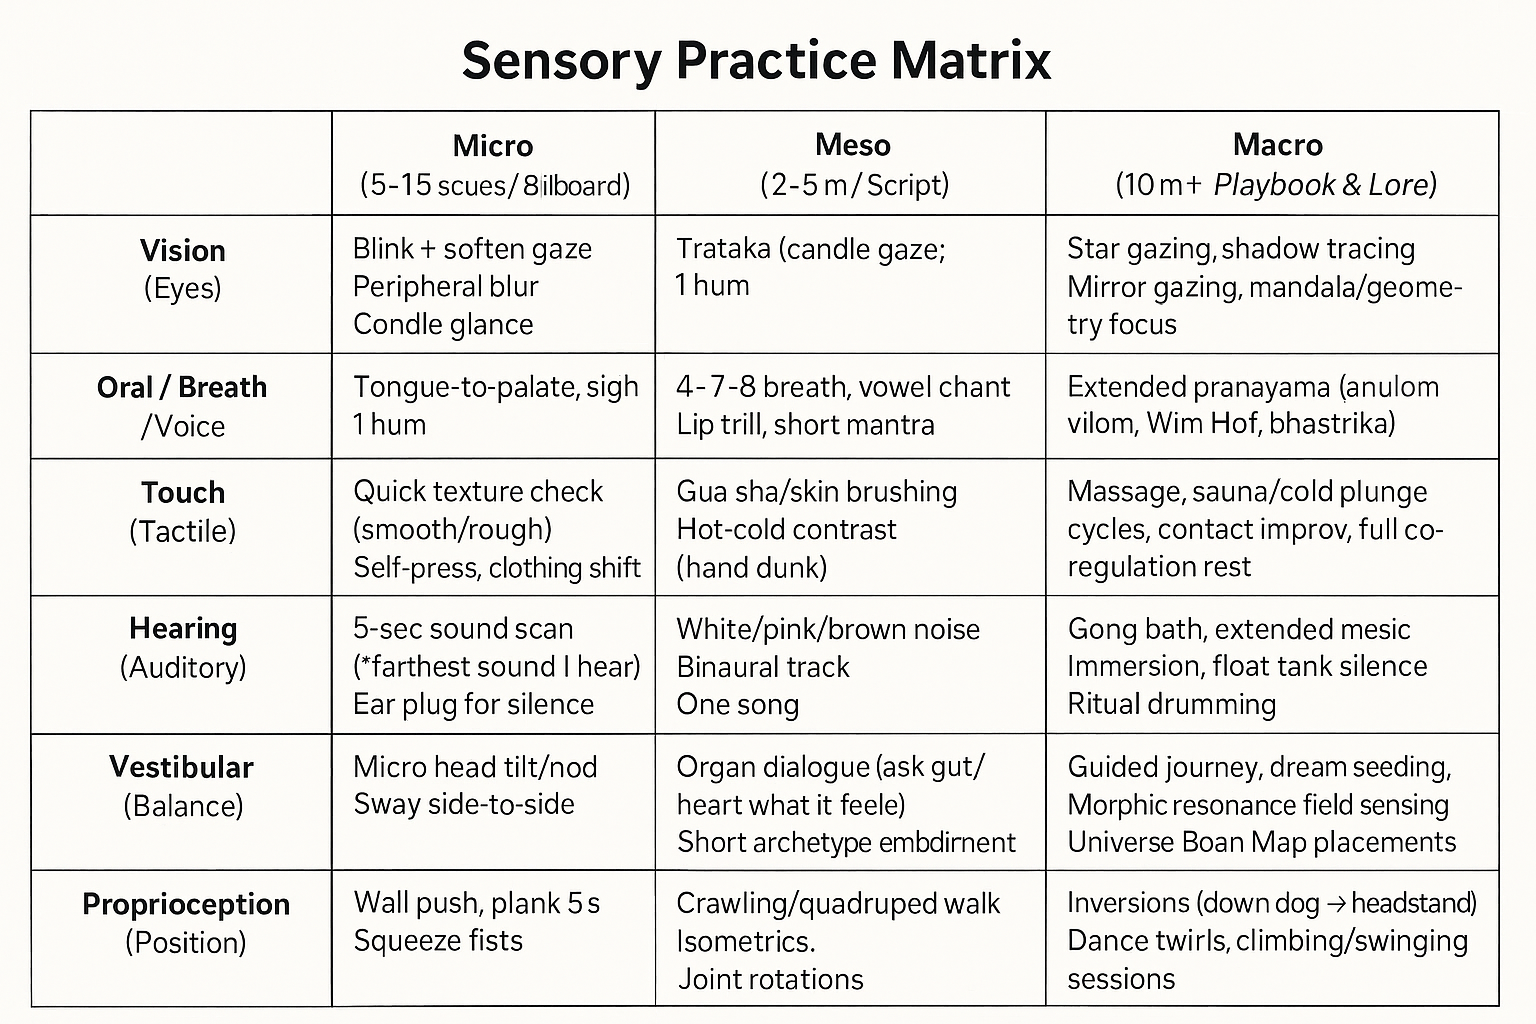 Sensory Practice Matrix
Micro
(5-15 scues/8ilboard)
Meso
(2-5 m/Script)
Macro
(10 m+ Playbook & Lore)
Vision
(Eyes)
Blink + soften gaze
Peripheral blur
Condle glance
Trataka (candle gaze;
1 hum
Star gazing, shadow tracing
Mirror gazing, mandala/geome-
try focus
Oral / Breath
/Voice
Tongue-to-palate, sigh
1 hum
4-7-8 breath, vowel chant
Lip trill, short mantra
Extended pranayama (anulom
vilom, Wim Hof, bhastrika)
Touch
(Tactile)
Quick texture check
(smooth/rough)
Self-press, clothing shift
Gua sha/skin brushing
Hot-cold contrast
(hand dunk)
Massage, sauna/cold plunge
cycles, contact improv, full co-
regulation rest
Hearing
(Auditory)
5-sec sound scan
(*farthest sound I hear)
Ear plug for silence
White/pink/brown noise
Binaural track
One song
Gong bath, extended mesic
Immersion, float tank silence
Ritual drumming
Vestibular
(Balance)
Micro head tilt/nod
Sway side-to-side
Organ dialogue (ask gut/
heart what it feele)
Short archetype embdirnent
Guided journey, dream seeding,
Morphic resonance field sensing
Universe Boan Map placements
Proprioception
(Position)
Wall push, plank 5 s
Squeeze fists
Crawling/quadruped walk
Isometrics.
Joint rotations
Inversions (down dog → headstand)
Dance twirls, climbing/swinging
sessions